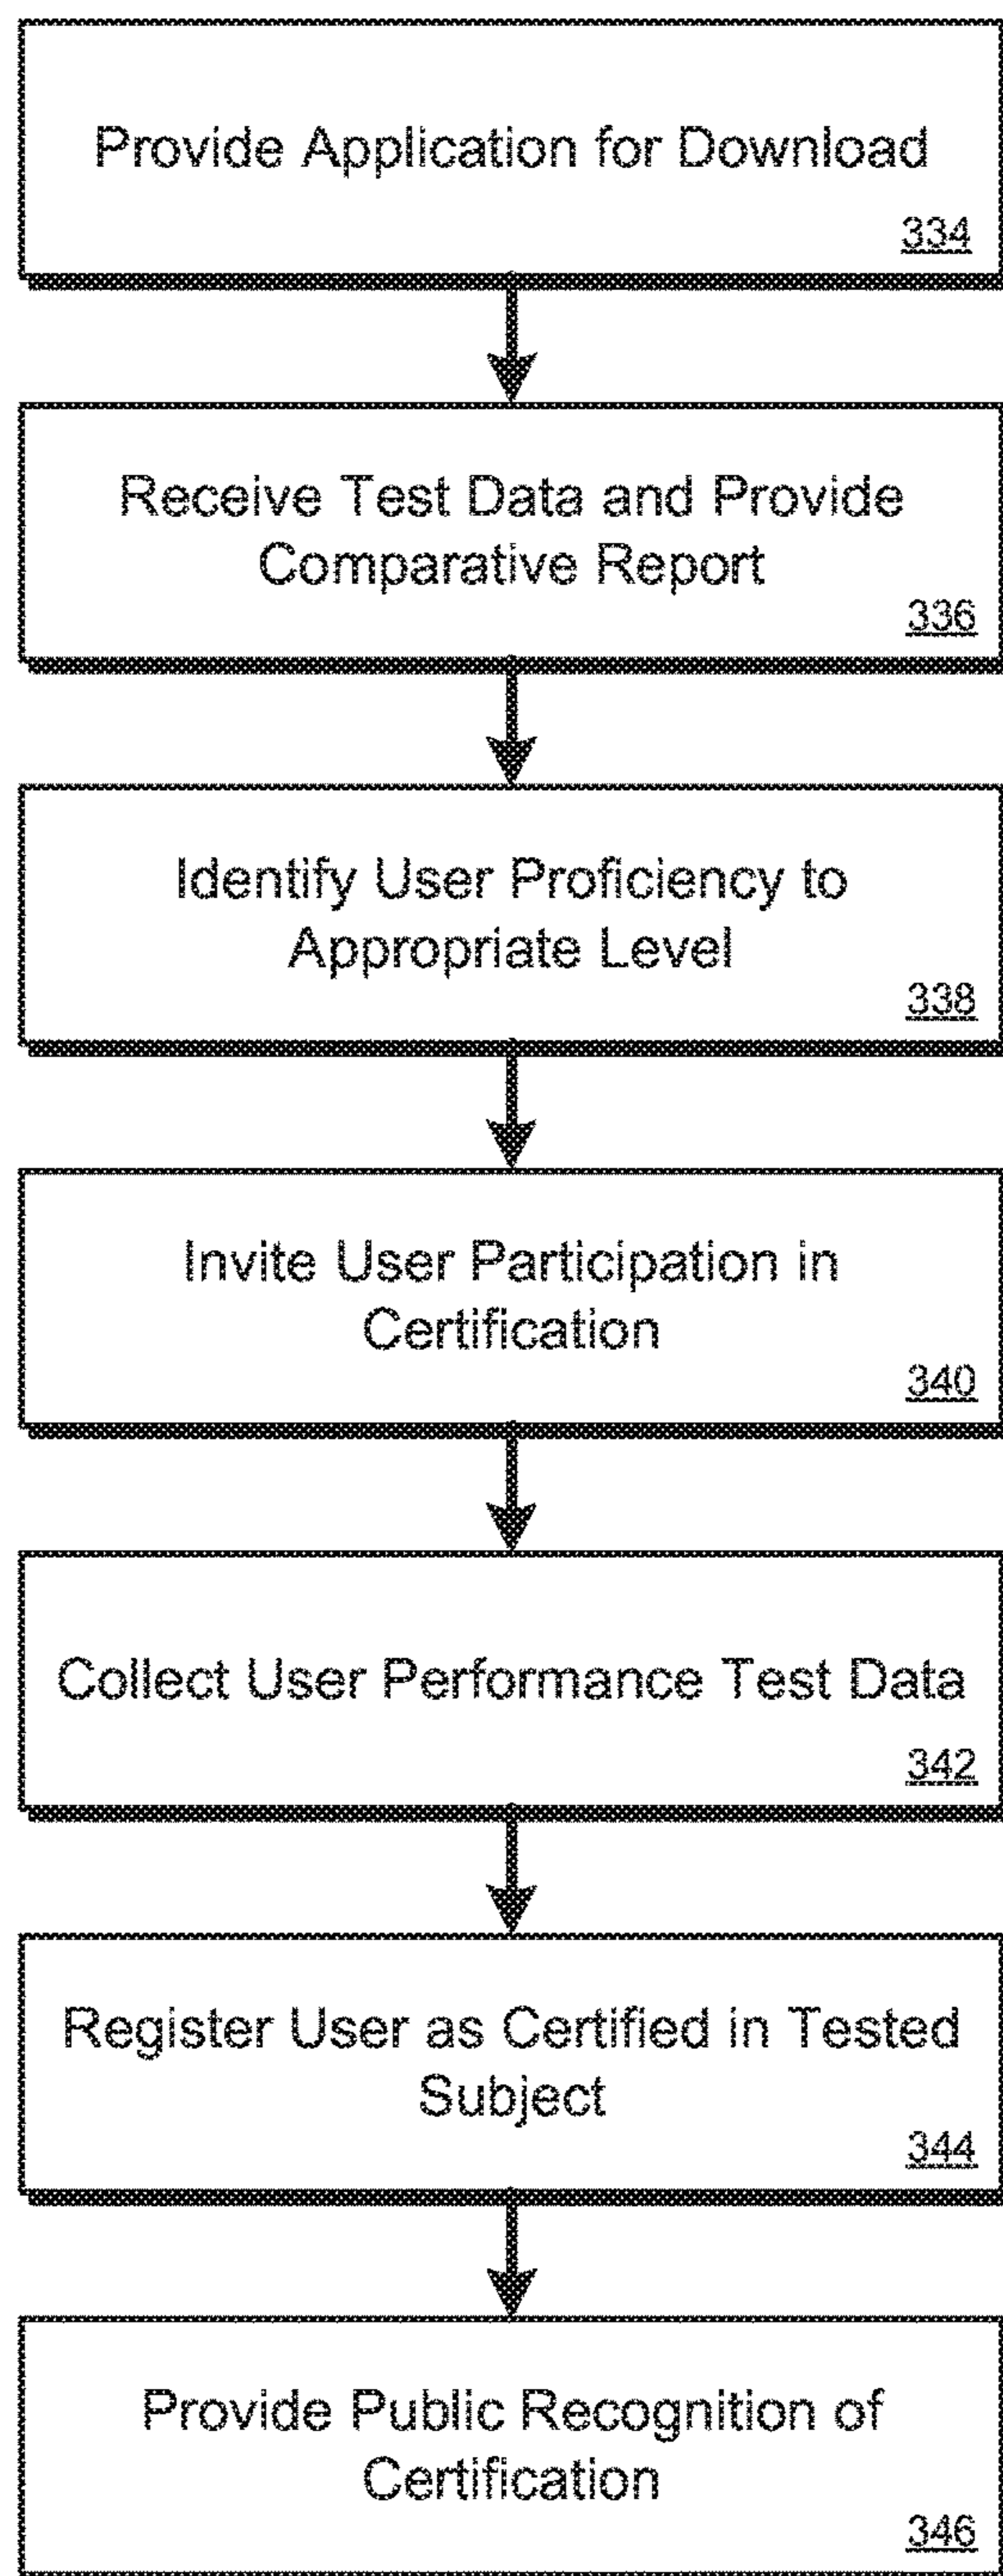 Provide Application for Download
334
Receive Test Data and Provide
Comparative Report
336
Identify User Proficiency to
Appropriate Level
338
Invite User Participation in
Certification
340
Collect User Performance Test Data
342
Register User as Certified in Tested
Subject
344
Provide Public Recognition of
Certification
346